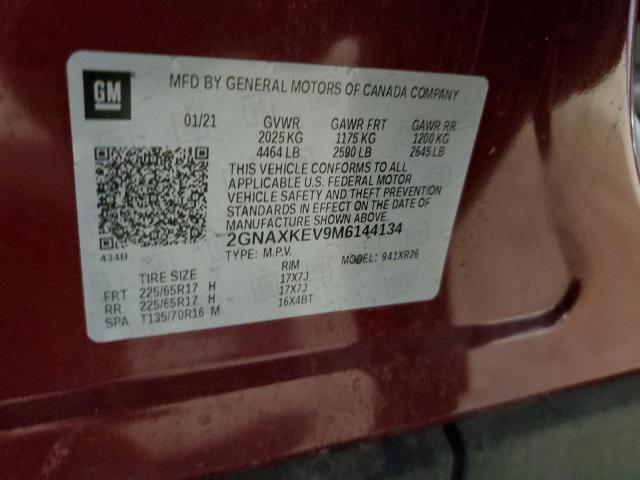 GM
MFD BY GENERAL MOTORS OF CANADA COMPANY
01/21 GVWR GAWR FRT GAWR RR
2025 KG 1175 KG 1200 KG
4464 LB 2590 LB 2645 LB
THIS VEHICLE CONFORMS TO ALL
APPLICABLE U.S. FEDERAL MOTOR
VEHICLE SAFETY AND THEFT PREVENTION
STANDARDS IN EFFECT ON THE DATE OF
MANUFACTURE SHOWN ABOVE.
2GNAXKEV9M6144134
434B TYPE: M.P.V. MODEL: 941XR26
TIRE SIZE RIM
FRT 225/65R17 H 17X7J
RR 225/65R17 H 17X7J
SPA T135/70R16 M 16X4BT